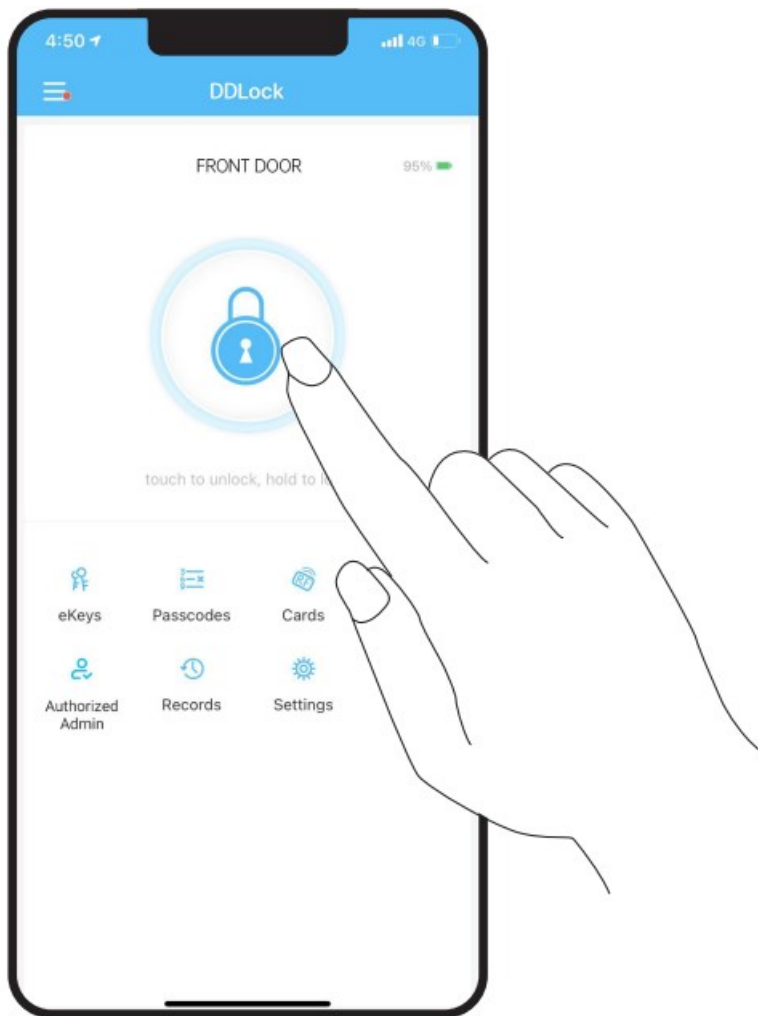 4:50
4G
DDLock
FRONT DOOR
95%
touch to unlock, hold to
eKeys
Passcodes
Cards
Authorized
Admin
Records
Settings